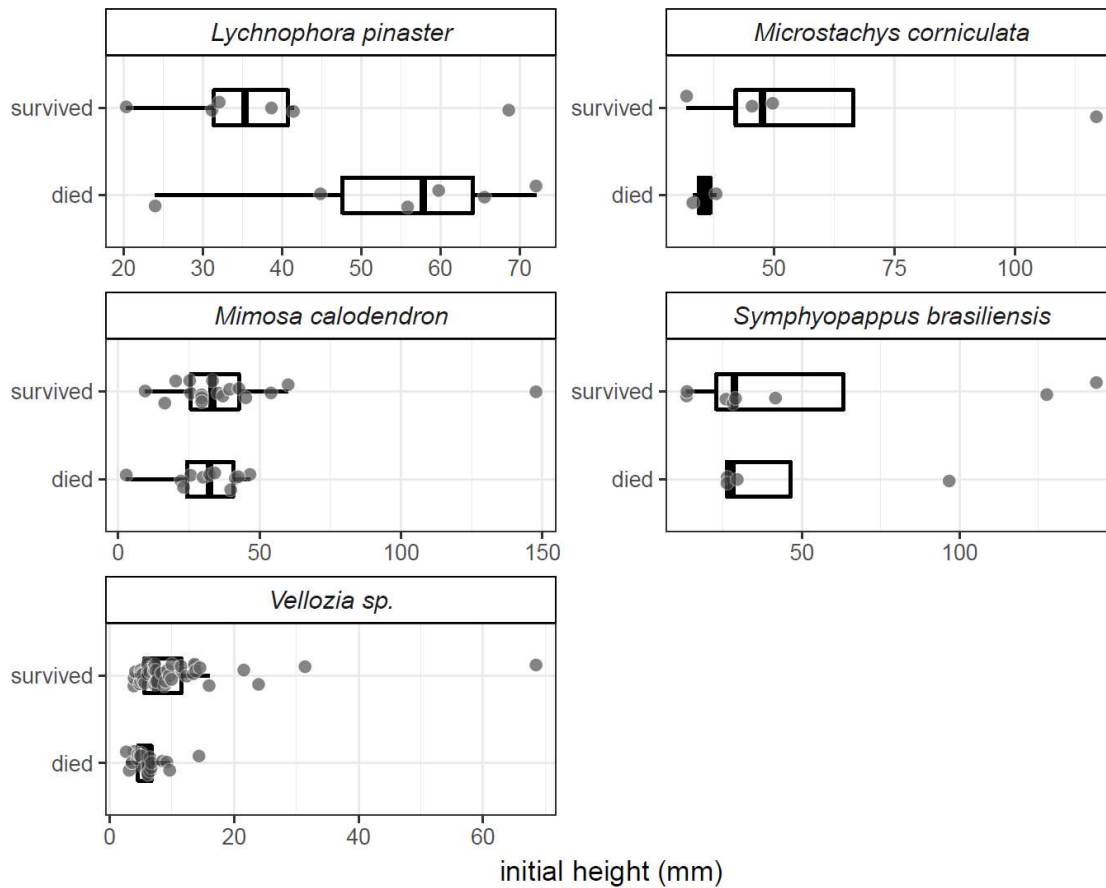 Lychnophora pinaster
survived
died
20 30 40 50 60 70
Microstachys corniculata
survived
died
50 75 100
Mimosa calodendron
survived
died
0 50 100 150
Symphyopappus brasiliensis
survived
died
50 100
Vellozia sp.
survived
died
0 20 40 60
initial height (mm)